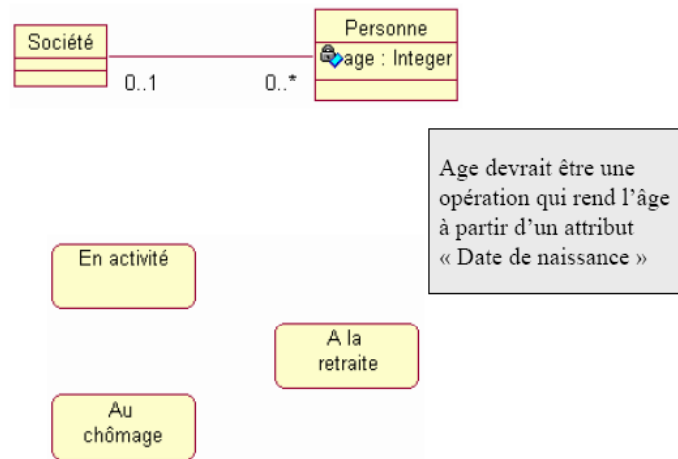 Société
Personne
age : Integer
0..1
0..*
Age devrait être une
opération qui rend l'âge
à partir d'un attribut
« Date de naissance »
En activité
A la
retraite
Au
chômage